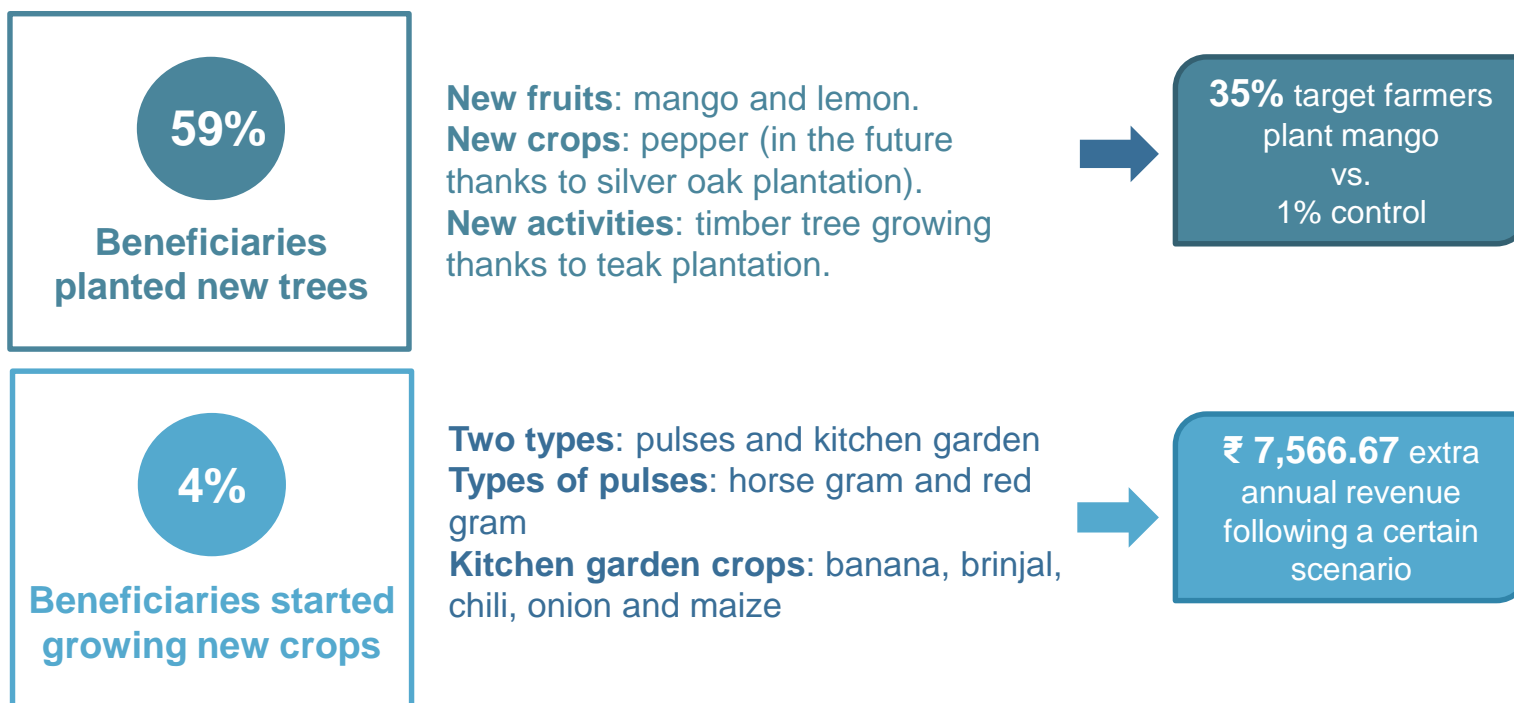 59%
Beneficiaries
planted new trees
New fruits: mango and lemon.
New crops: pepper (in the future
thanks to silver oak plantation).
New activities: timber tree growing
thanks to teak plantation.
35% target farmers
plant mango
vs.
1% control
4%
Beneficiaries started
growing new crops
Two types: pulses and kitchen garden
Types of pulses: horse gram and red
gram
Kitchen garden crops: banana, brinjal,
chili, onion and maize
₹ 7,566.67 extra
annual revenue
following a certain
scenario